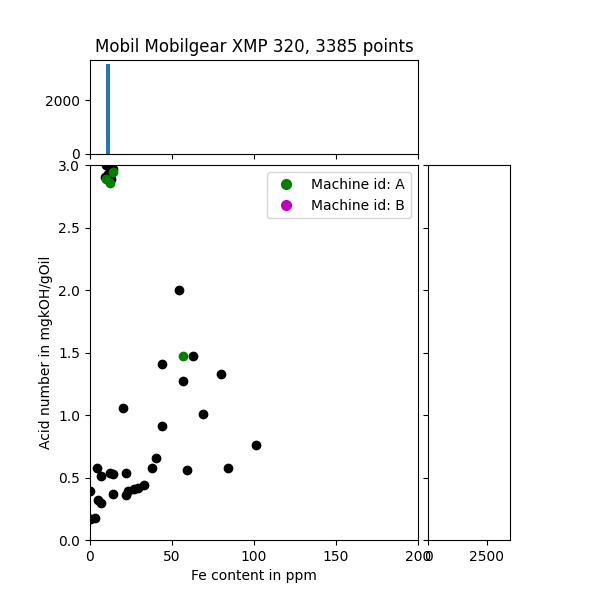 Mobil Mobilgear XMP 320, 3385 points
2000
0
3.0
2.5
2.0
1.5
1.0
0.5
0.0
Acid number in mgkOH/gOil
Machine id: A
Machine id: B
0 50 100 150 200
0 2500
Fe content in ppm